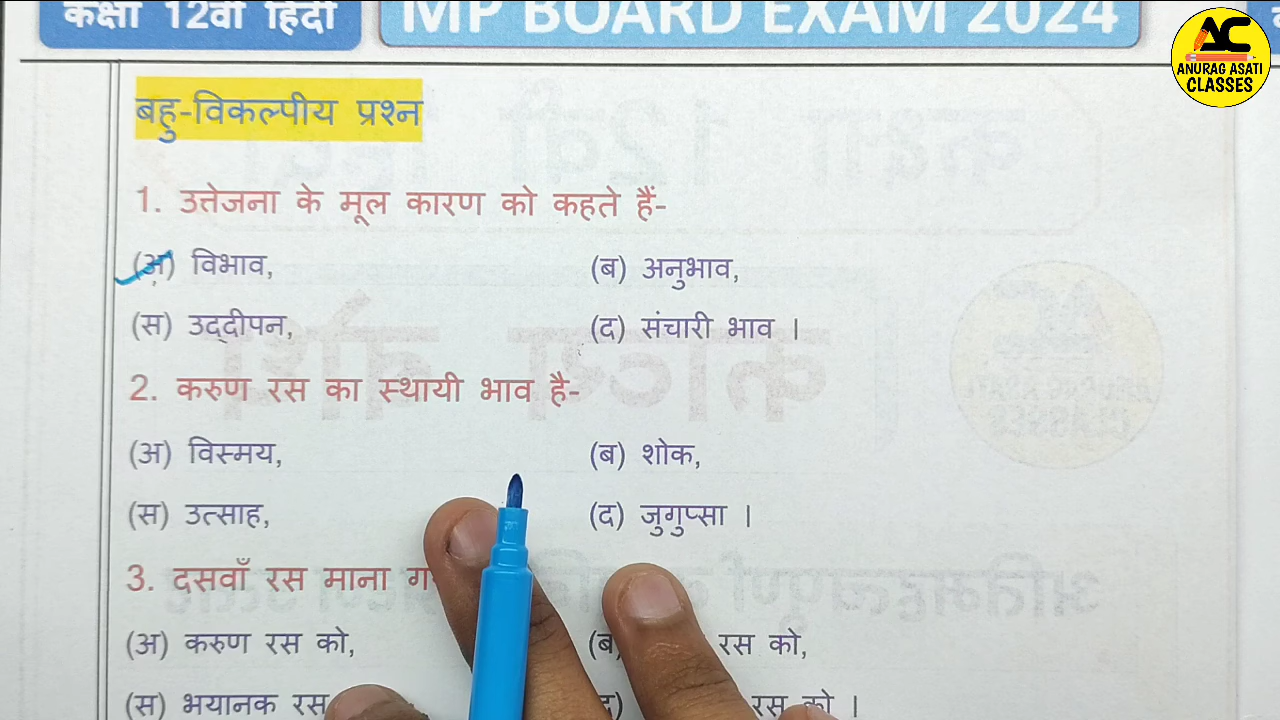 कक्षा 12वी हिंदी
MP BOARD EXAM 2024
AC
ANURAG ASATI
CLASSES
बहु-विकल्पीय प्रश्न
1. उत्तेजना के मूल कारण को कहते हैं-
(अ) विभाव, (ब) अनुभाव,
(स) उद्दीपन, (द) संचारी भाव ।
2. करुण रस का स्थायी भाव है-
(अ) विस्मय, (ब) शोक,
(स) उत्साह, (द) जुगुप्सा ।
3. दसवाँ रस माना
(अ) करुण रस को, (ब) रस को,
(स) भयानक रस रस को ।